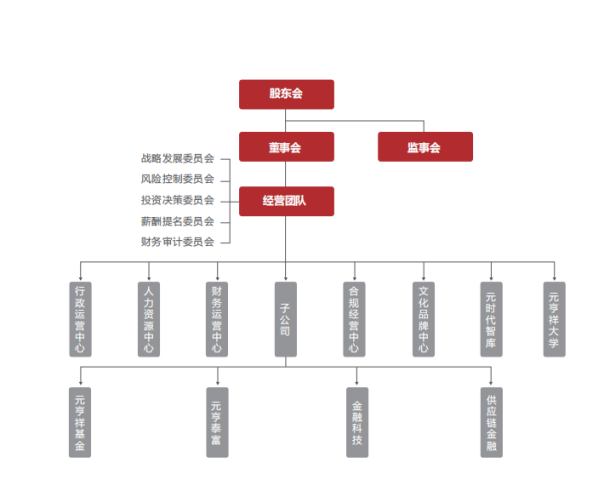 股东会
董事会
监事会
战略发展委员会
风险控制委员会
投资决策委员会
薪酬提名委员会
财务审计委员会
经营团队
行政运营中心
人力资源中心
财务运营中心
子公司
合规经营中心
文化品牌中心
元时代智库
元亨祥大学
元亨祥基金
元亨泰富
金融科技
供应链金融